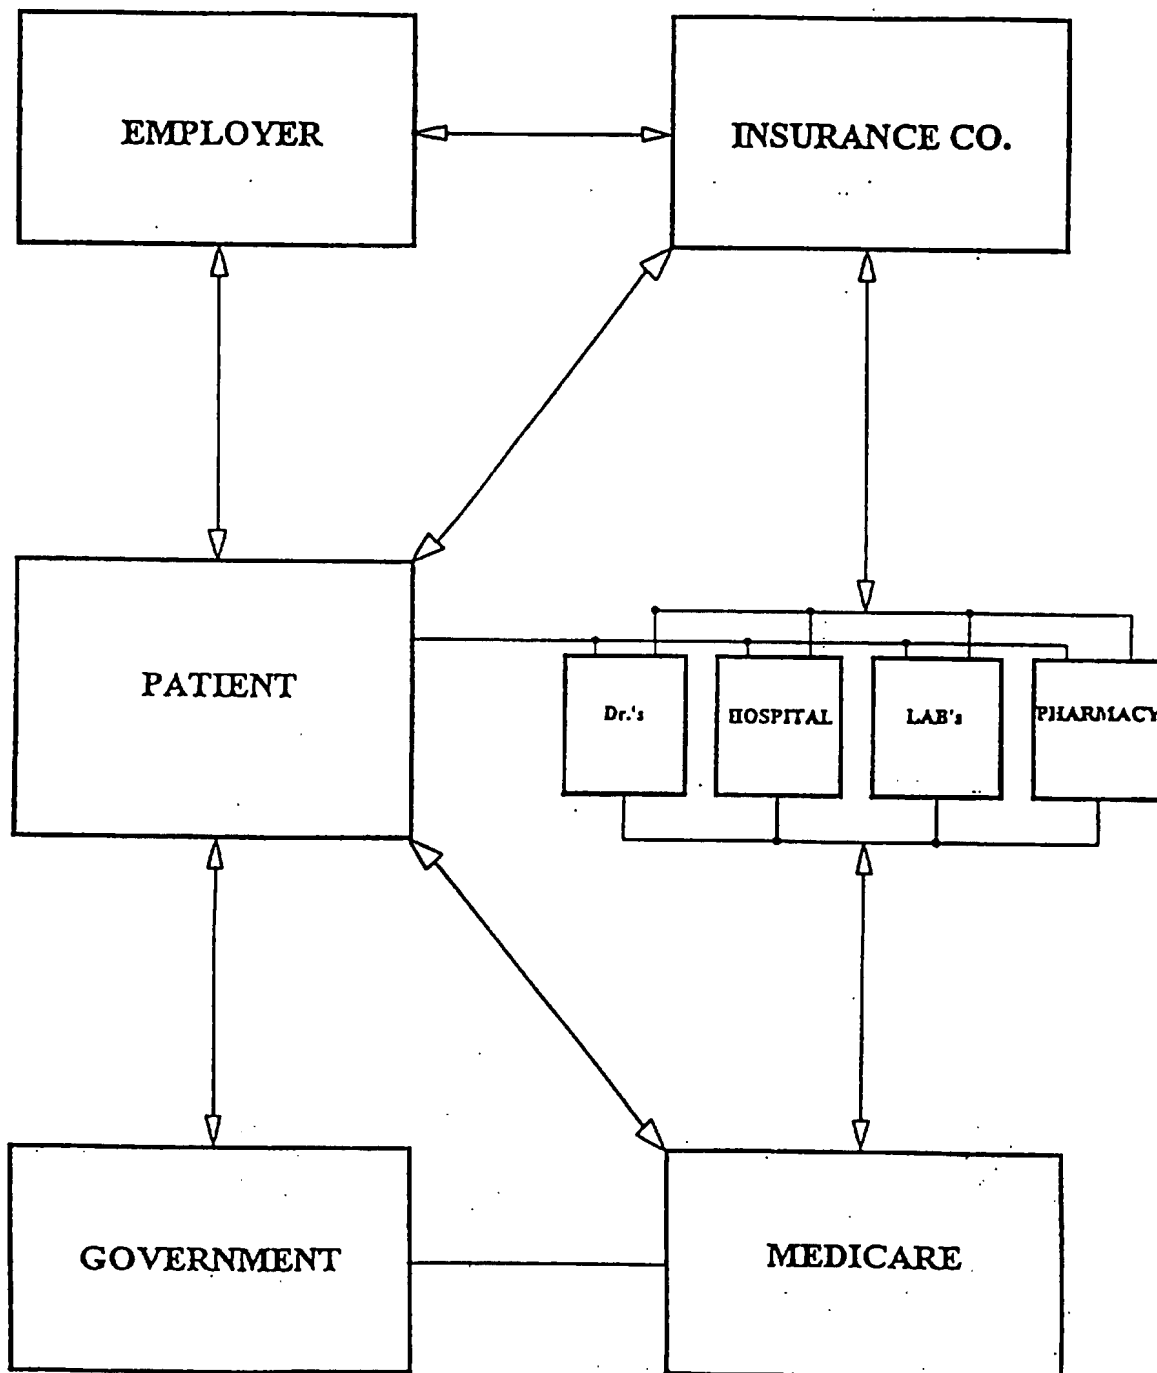 EMPLOYER
INSURANCE CO.
PATIENT
Dr.'s
HOSPITAL
LAB's
PHARMACY
GOVERNMENT
MEDICARE